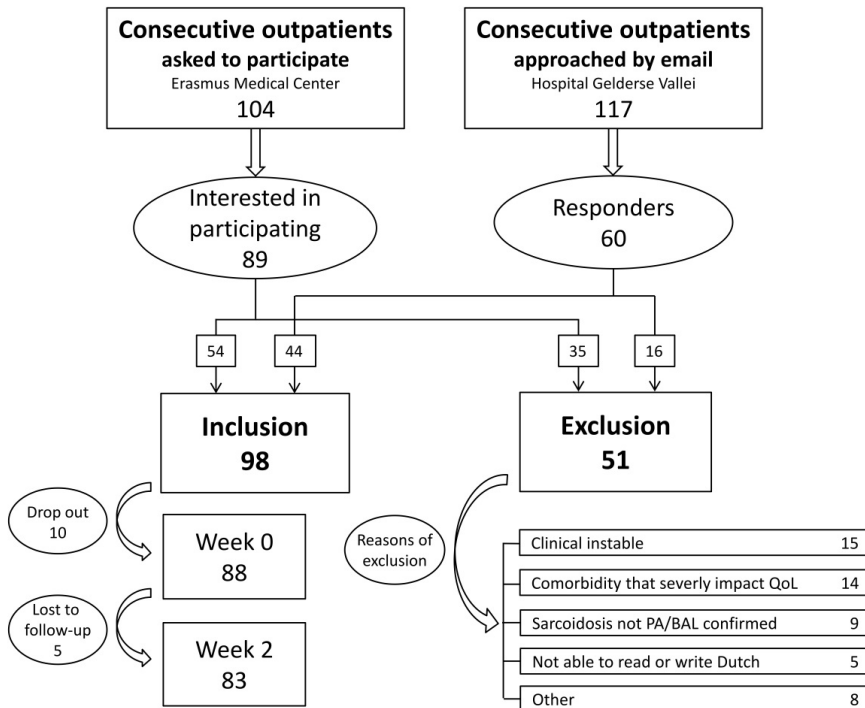 Consecutive outpatients
asked to participate
Erasmus Medical Center
104
Consecutive outpatients
approached by email
Hospital Gelderse Vallei
117
Interested in
participating
89
Responders
60
54
44
35
16
Inclusion
98
Exclusion
51
Drop out
10
Week 0
88
Lost to
follow-up
5
Week 2
83
Reasons of
exclusion
Clinical instable 15
Comorbidity that severly impact QoL 14
Sarcoidosis not PA/BAL confirmed 9
Not able to read or write Dutch 5
Other 8